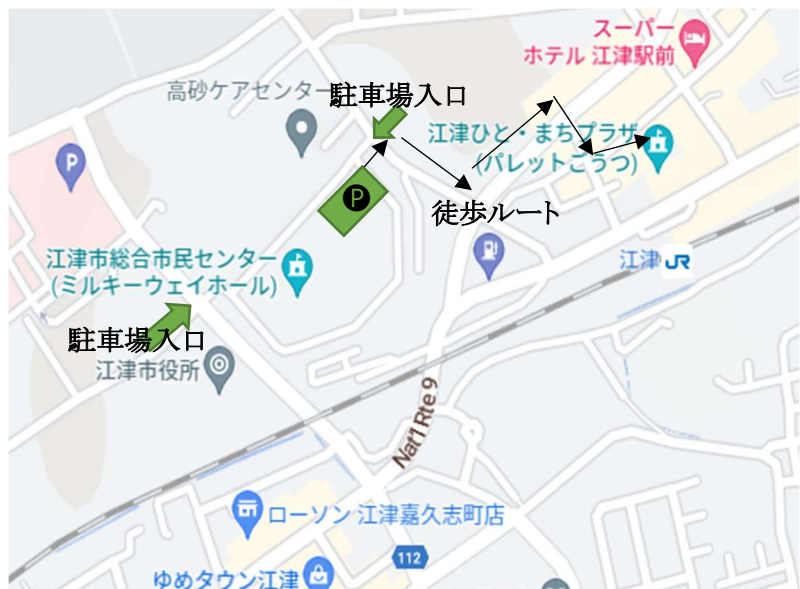 スーパー
ホテル 江津駅前
高砂ケアセンター
駐車場入口
江津ひと・まちプラザ
(パレットごうつ)
P
P
徒歩ルート
江津市総合市民センター
(ミルキーウェイホール)
江津 JR
駐車場入口
江津市役所
Nat'l Rte 9
ローソン 江津嘉久志町店
112
ゆめタウン江津